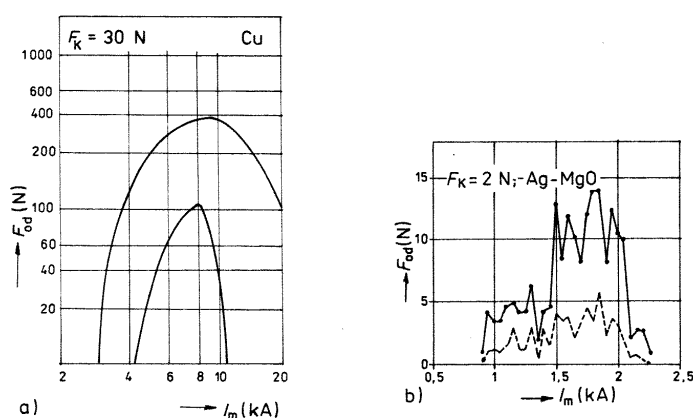 F_K = 30 N Cu
1000
600
400
200
100
60
40
20
F_od (N)
2 4 6 8 10 20
a) I_m (kA)
F_K = 2 N; Ag-MgO
15
10
5
0
F_od (N)
0,5 1 1,5 2 2,5
b) I_m (kA)